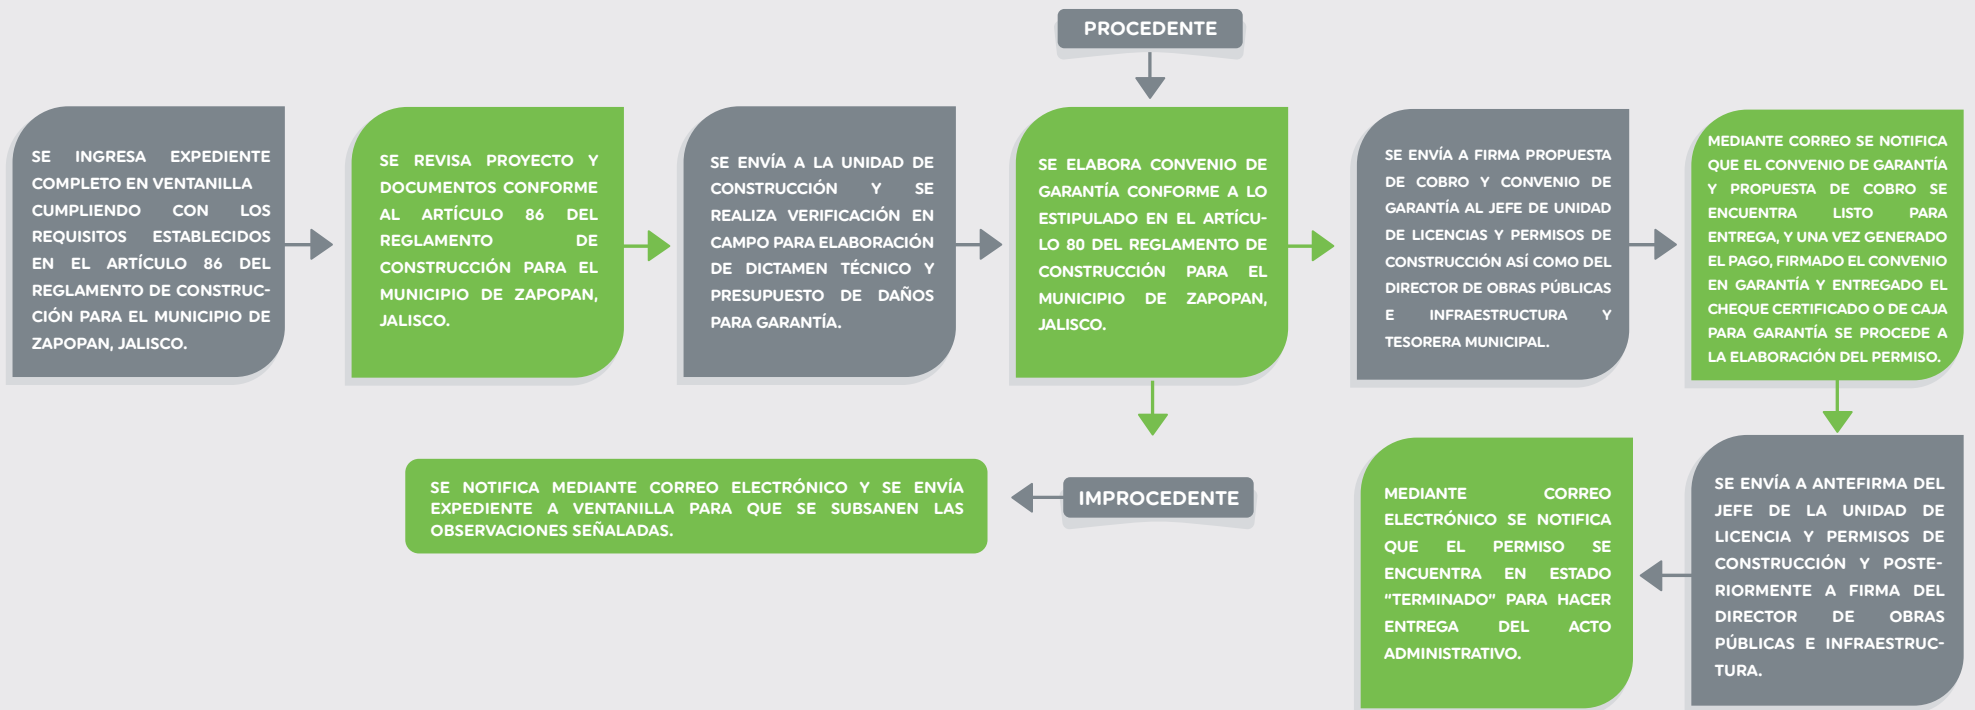 PROCEDENTE
SE INGRESA EXPEDIENTE
COMPLETO EN VENTANILLA
CUMPLIENDO CON LOS
REQUISITOS ESTABLECIDOS
EN EL ARTÍCULO 86 DEL
REGLAMENTO DE CONSTRUC-
CIÓN PARA EL MUNICIPIO DE
ZAPOPAN, JALISCO.
SE REVISA PROYECTO Y
DOCUMENTOS CONFORME
AL ARTÍCULO 86 DEL
REGLAMENTO DE
CONSTRUCCIÓN PARA EL
MUNICIPIO DE ZAPOPAN,
JALISCO.
SE ENVÍA A LA UNIDAD DE
CONSTRUCCIÓN Y SE
REALIZA VERIFICACIÓN EN
CAMPO PARA ELABORACIÓN
DE DICTAMEN TÉCNICO Y
PRESUPUESTO DE DAÑOS
PARA GARANTÍA.
SE ELABORA CONVENIO DE
GARANTÍA CONFORME A LO
ESTIPULADO EN EL ARTÍCU-
LO 80 DEL REGLAMENTO DE
CONSTRUCCIÓN PARA EL
MUNICIPIO DE ZAPOPAN,
JALISCO.
SE ENVÍA A FIRMA PROPUESTA
DE COBRO Y CONVENIO DE
GARANTÍA AL JEFE DE UNIDAD
DE LICENCIAS Y PERMISOS DE
CONSTRUCCIÓN ASÍ COMO DEL
DIRECTOR DE OBRAS PÚBLICAS
E INFRAESTRUCTURA Y
TESORERA MUNICIPAL.
MEDIANTE CORREO SE NOTIFICA
QUE EL CONVENIO DE GARANTÍA
Y PROPUESTA DE COBRO SE
ENCUENTRA LISTO PARA
ENTREGA, Y UNA VEZ GENERADO
EL PAGO, FIRMADO EL CONVENIO
EN GARANTÍA Y ENTREGADO EL
CHEQUE CERTIFICADO O DE CAJA
PARA GARANTÍA SE PROCEDE A
LA ELABORACIÓN DEL PERMISO.
SE NOTIFICA MEDIANTE CORREO ELECTRÓNICO Y SE ENVÍA
EXPEDIENTE A VENTANILLA PARA QUE SE SUBSANEN LAS
OBSERVACIONES SEÑALADAS.
IMPROCEDENTE
MEDIANTE CORREO
ELECTRÓNICO SE NOTIFICA
QUE EL PERMISO SE
ENCUENTRA EN ESTADO
“TERMINADO” PARA HACER
ENTREGA DEL ACTO
ADMINISTRATIVO.
SE ENVÍA A ANTEFIRMA DEL
JEFE DE LA UNIDAD DE
LICENCIA Y PERMISOS DE
CONSTRUCCIÓN Y POSTE-
RIORMENTE A FIRMA DEL
DIRECTOR DE OBRAS
PÚBLICAS E INFRAESTRUC-
TURA.